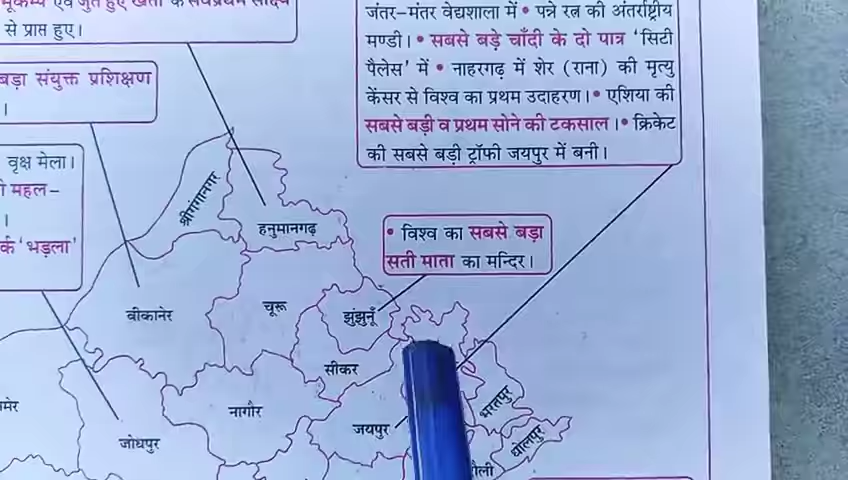 से प्राप्त हुए।
बड़ा संयुक्त प्रशिक्षण
।
वृक्ष मेला।
महल–
।
'भड़ला'
जंतर-मंतर वेद्यशाला में • पन्ने रत्न की अंतर्राष्ट्रीय
मण्डी। • सबसे बड़े चाँदी के दो पात्र 'सिटी
पैलेस' में • नाहरगढ़ में शेर (राना) की मृत्यु
केंसर से विश्व का प्रथम उदाहरण। • एशिया की
सबसे बड़ी व प्रथम सोने की टकसाल। • क्रिकेट
की सबसे बड़ी ट्रॉफी जयपुर में बनी।
श्रीगंगानगर
हनुमानगढ़
• विश्व का सबसे बड़ा
सती माता का मन्दिर।
बीकानेर
चूरू
झुंझुनूँ
सीकर
नागौर
जयपुर
भरतपुर
धोलपुर
जोधपुर